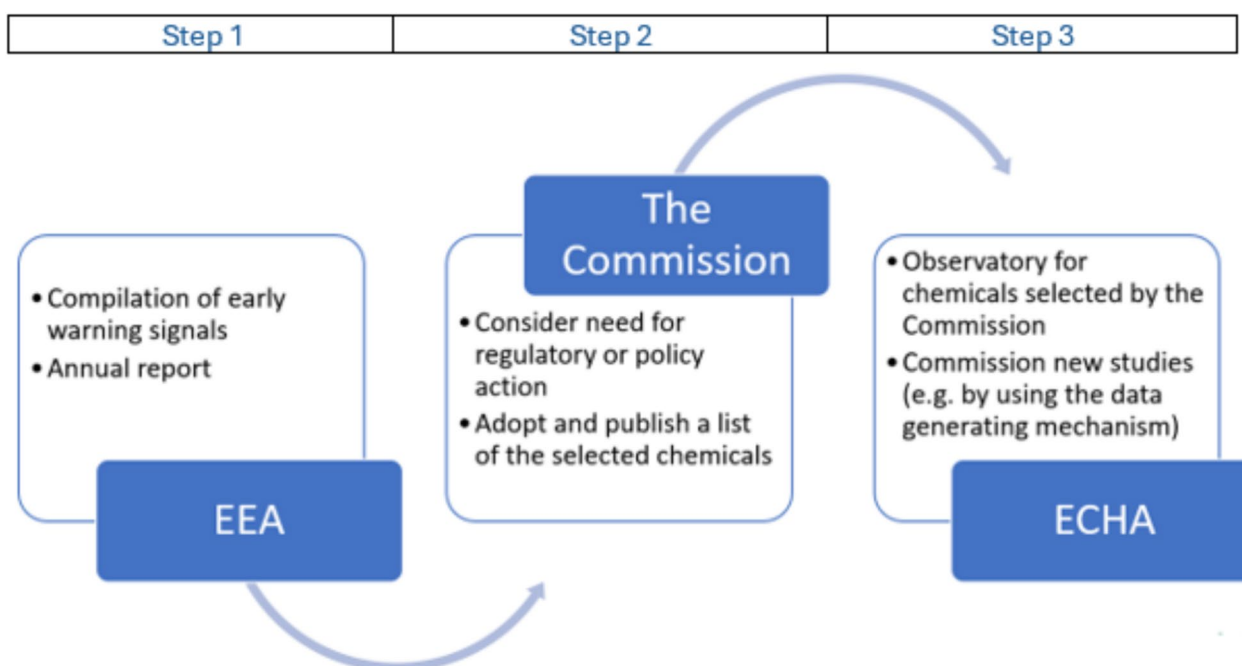 Step 1
Step 2
Step 3
• Compilation of early
warning signals
• Annual report
EEA
The
Commission
• Consider need for
regulatory or policy
action
• Adopt and publish a list
of the selected chemicals
• Observatory for
chemicals selected by the
Commission
• Commission new studies
(e.g. by using the data
generating mechanism)
ECHA